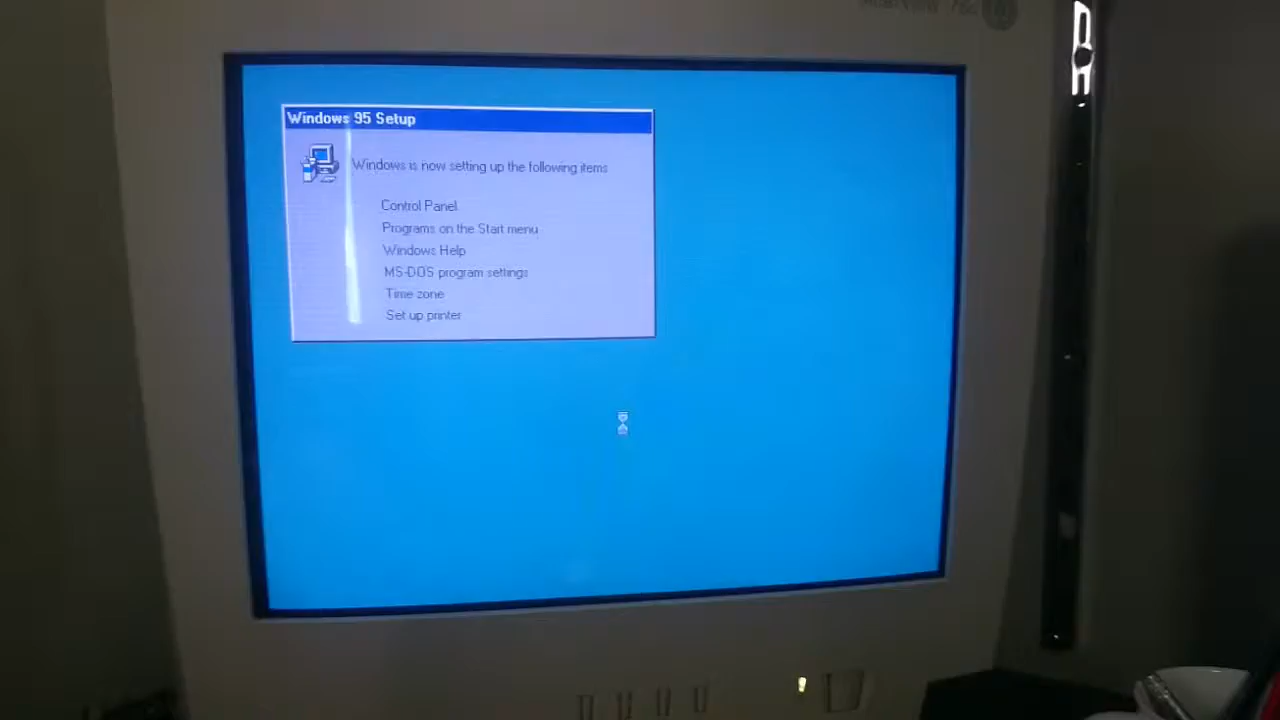 Windows 95 Setup
Windows is now setting up the following items
Control Panel
Programs on the Start menu
Windows Help
MS-DOS program settings
Time zone
Set up printer